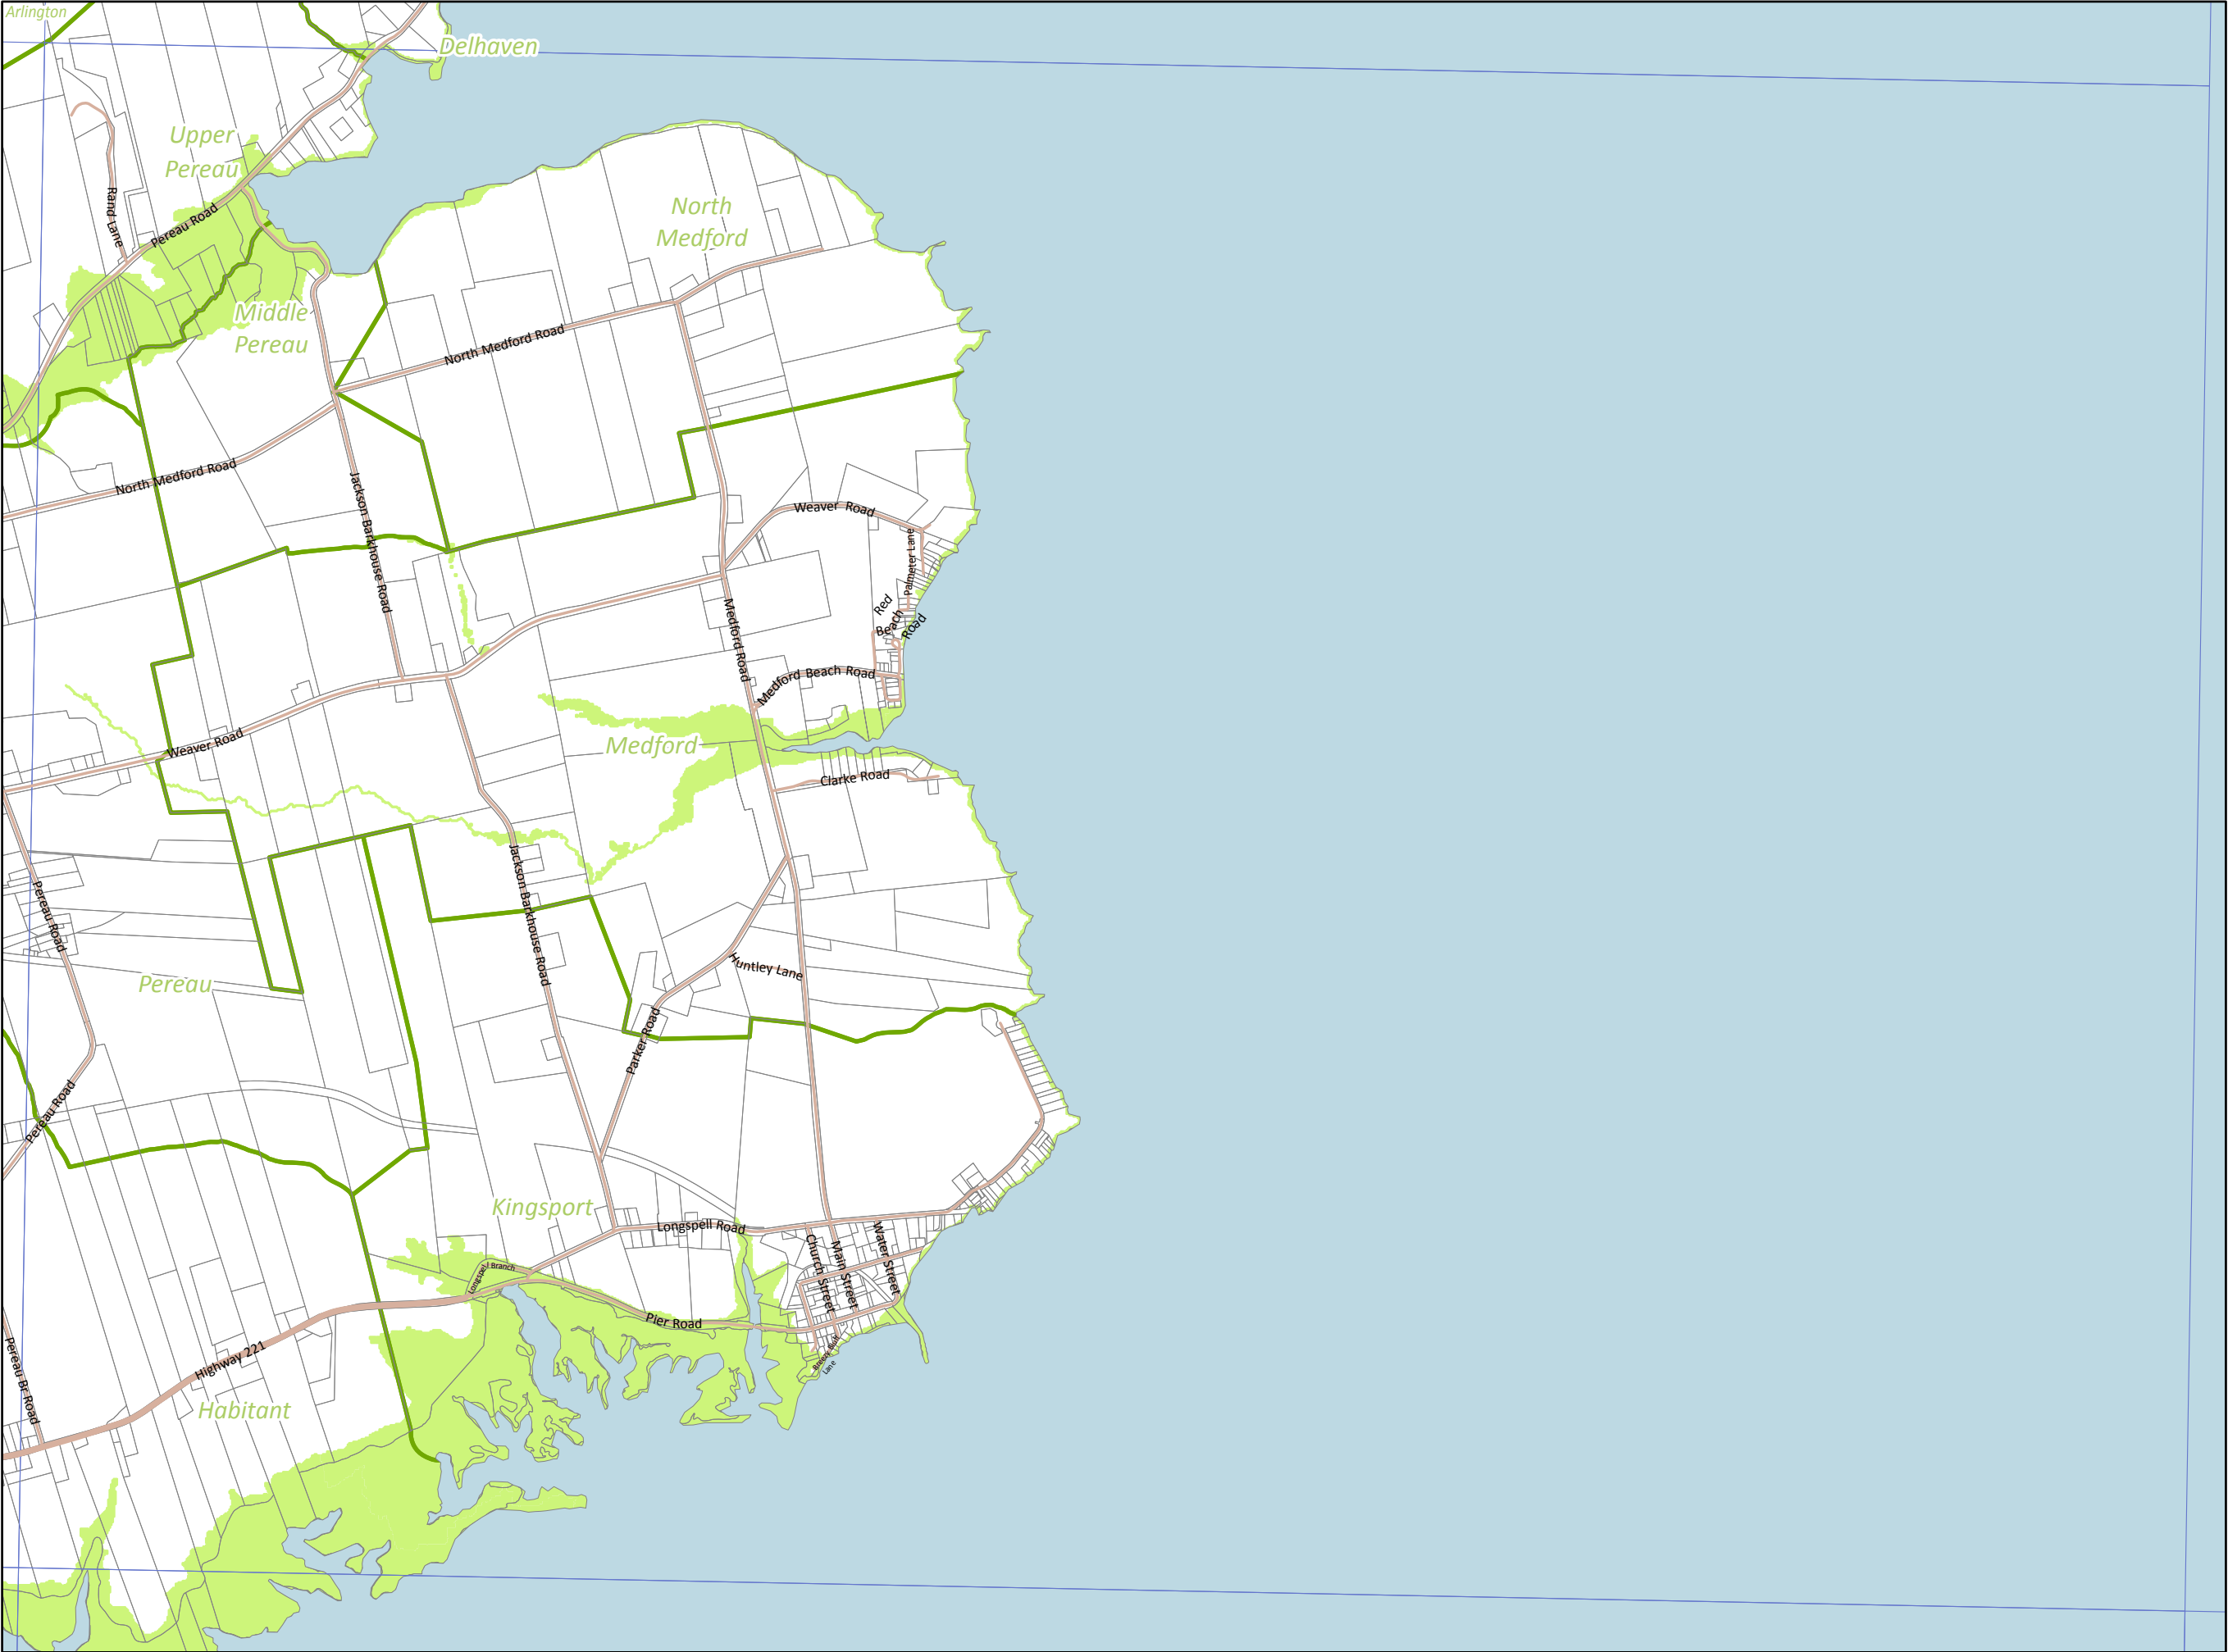 Arlington
Delhaven
Upper
Pereau
Rand Lane
Pereau Road
North
Medford
Middle
Pereau
North Medford Road
North Medford Road
Jackson Barkhouse Road
Weaver Road
Palmeter Lane
Red
Beach
Road
Medford Road
Medford Beach Road
Weaver Road
Medford
Clarke Road
Jackson Barkhouse Road
Pereau Road
Huntley Lane
Pereau
Parker Road
Pereau Road
Kingsport
Longspell Road
Water Street
Church Street
Main Street
Longspell Branch
Pier Road
Breezy Bluff
Lane
Highway 221
Pereau Br Road
Habitant